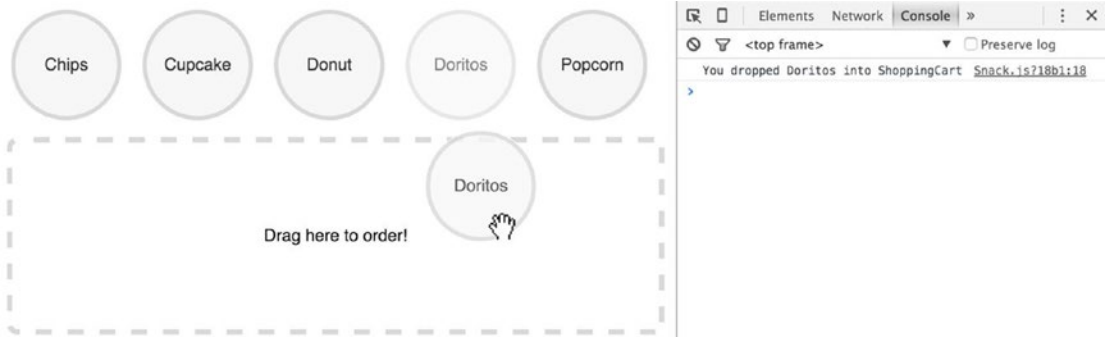 Chips
Cupcake
Donut
Doritos
Popcorn
Doritos
Drag here to order!
Elements Network Console »
<top frame> ▼ Preserve log
You dropped Doritos into ShoppingCart Snack.js?18b1:18
>